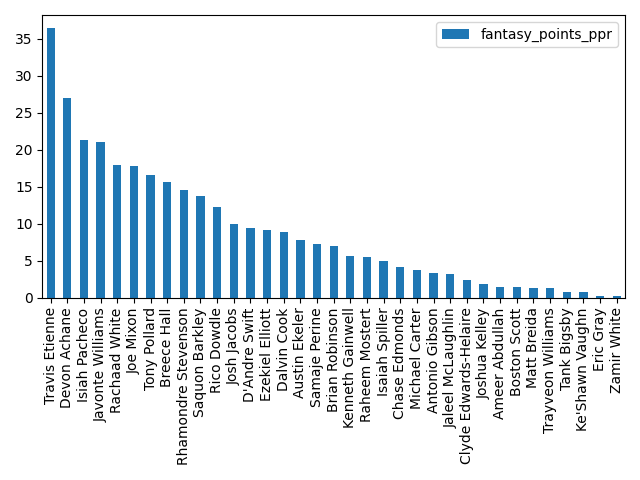 fantasy_points_ppr
35
30
25
20
15
10
5
0
Travis Etienne
Devon Achane
Isiah Pacheco
Javonte Williams
Rachaad White
Joe Mixon
Tony Pollard
Breece Hall
Rhamondre Stevenson
Saquon Barkley
Rico Dowdle
Josh Jacobs
D'Andre Swift
Ezekiel Elliott
Dalvin Cook
Austin Ekeler
Samaje Perine
Brian Robinson
Kenneth Gainwell
Raheem Mostert
Isaiah Spiller
Chase Edmonds
Michael Carter
Antonio Gibson
Jaleel McLaughlin
Clyde Edwards-Helaire
Joshua Kelley
Ameer Abdullah
Boston Scott
Matt Breida
Trayveon Williams
Tank Bigsby
Ke'Shawn Vaughn
Eric Gray
Zamir White